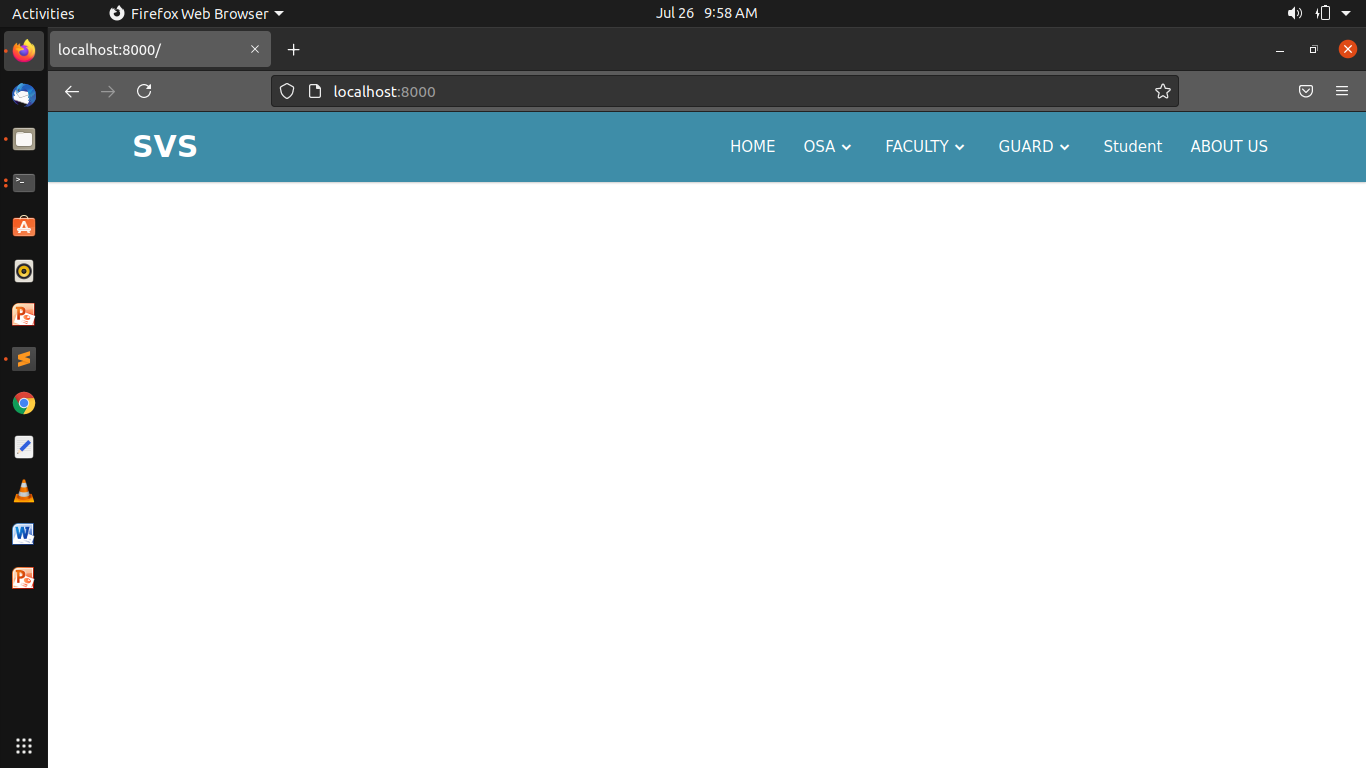 Activities Firefox Web Browser Jul 26 9:58 AM
localhost:8000/
localhost:8000
SVS HOME OSA FACULTY GUARD Student ABOUT US